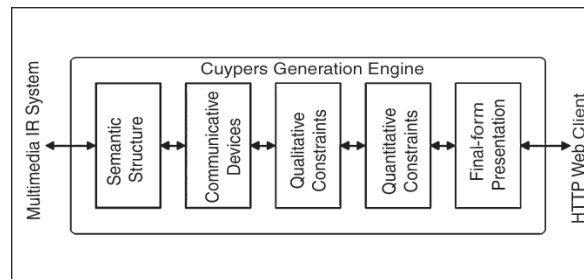 Cuypers Generation Engine
Multimedia IR System
Semantic
Structure
Communicative
Devices
Qualitative
Constraints
Quantitative
Constraints
Final-form
Presentation
HTTP Web Client